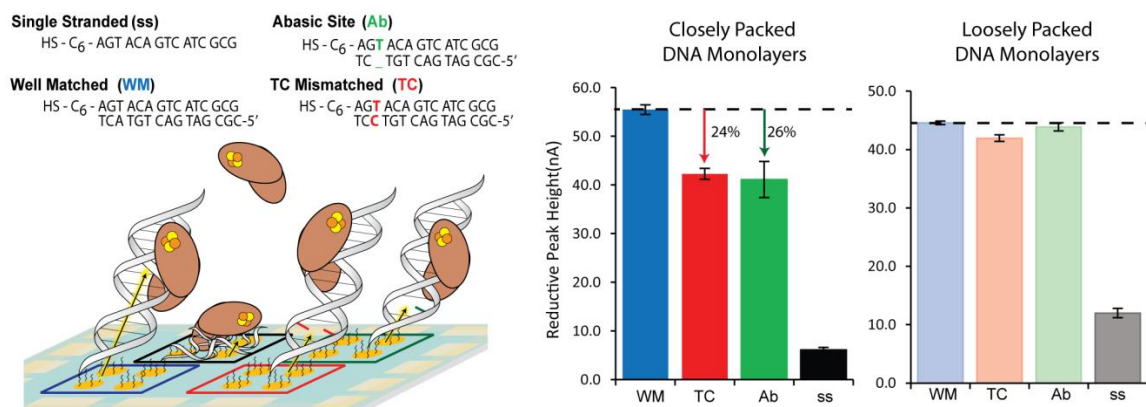 Single Stranded (ss)
HS - C6 - AGT ACA GTC ATC GCG
Abasic Site (Ab)
HS - C6 - AGT ACA GTC ATC GCG
TC _ TGT CAG TAG CGC-5'
Well Matched (WM)
HS - C6 - AGT ACA GTC ATC GCG
TCA TGT CAG TAG CGC-5'
TC Mismatched (TC)
HS - C6 - AGT ACA GTC ATC GCG
TCC TGT CAG TAG CGC-5'
Closely Packed
DNA Monolayers
Reductive Peak Height(nA)
60.0
50.0
40.0
30.0
20.0
10.0
0.0
24%
26%
WM TC Ab ss
Loosely Packed
DNA Monolayers
50.0
40.0
30.0
20.0
10.0
0.0
WM TC Ab ss